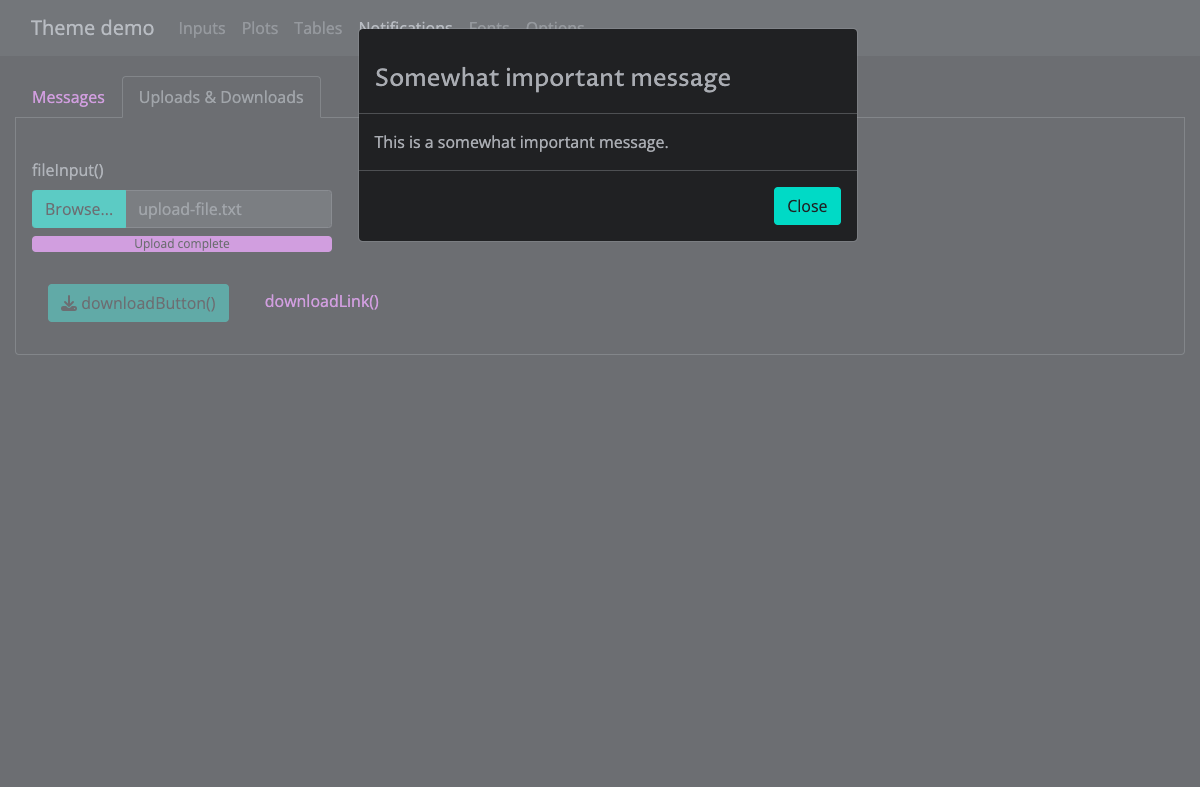 Theme demo Inputs Plots Tables Notifications Fonts Options
Somewhat important message
Messages Uploads & Downloads
This is a somewhat important message.
fileInput()
Browse... upload-file.txt
Close
Upload complete
downloadButton() downloadLink()